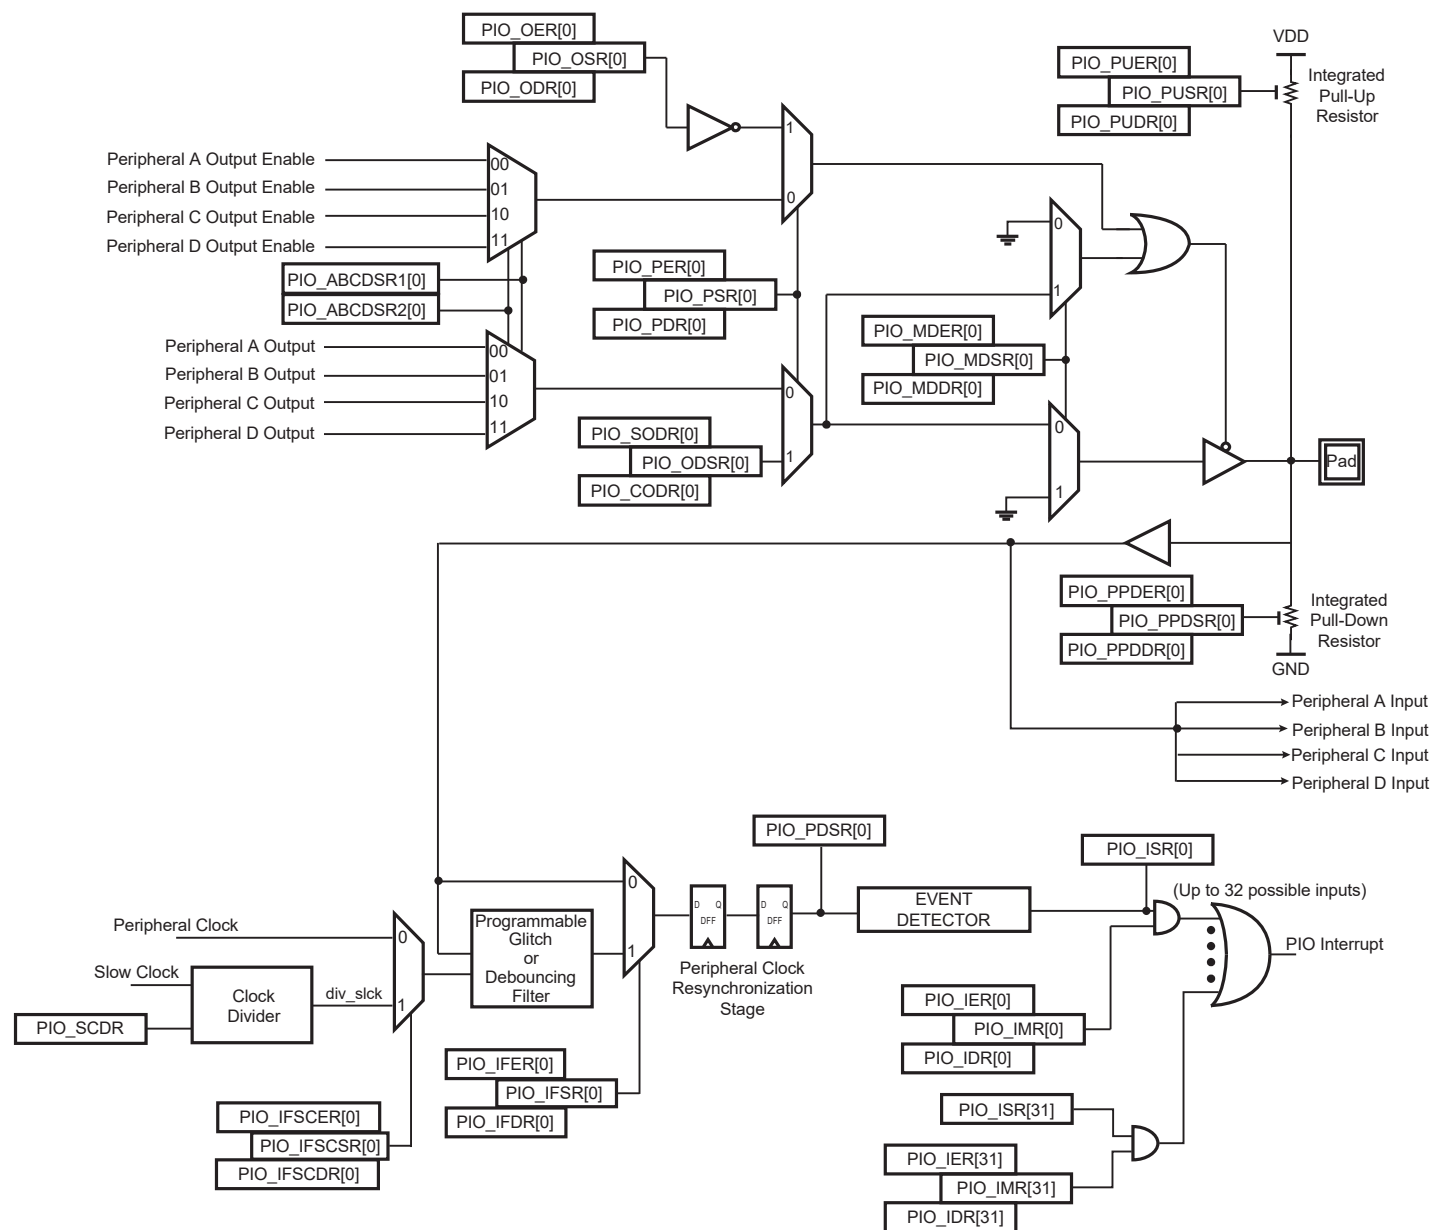 PIO_OER[0]
PIO_OSR[0]
PIO_ODR[0]
1
0
VDD
PIO_PUER[0]
PIO_PUSR[0]
PIO_PUDR[0]
Integrated
Pull-Up
Resistor
Peripheral A Output Enable
Peripheral B Output Enable
Peripheral C Output Enable
Peripheral D Output Enable
00
01
10
11
PIO_ABCDSR1[0]
PIO_ABCDSR2[0]
PIO_PER[0]
PIO_PSR[0]
PIO_PDR[0]
0
1
PIO_MDER[0]
PIO_MDSR[0]
PIO_MDDR[0]
Peripheral A Output
Peripheral B Output
Peripheral C Output
Peripheral D Output
00
01
10
11
0
1
PIO_SODR[0]
PIO_ODSR[0]
PIO_CODR[0]
0
1
Pad
PIO_PPDER[0]
PIO_PPDSR[0]
PIO_PPDDR[0]
Integrated
Pull-Down
Resistor
GND
Peripheral A Input
Peripheral B Input
Peripheral C Input
Peripheral D Input
PIO_PDSR[0]
PIO_ISR[0]
(Up to 32 possible inputs)
EVENT
DETECTOR
PIO Interrupt
0
1
D Q
DFF
D Q
DFF
Peripheral Clock
Resynchronization
Stage
Programmable
Glitch
or
Debouncing
Filter
Peripheral Clock
Slow Clock
Clock
Divider
div_slck
0
1
PIO_SCDR
PIO_IER[0]
PIO_IMR[0]
PIO_IDR[0]
PIO_IFER[0]
PIO_IFSR[0]
PIO_IFDR[0]
PIO_IFSCER[0]
PIO_IFSCSR[0]
PIO_IFSCDR[0]
PIO_ISR[31]
PIO_IER[31]
PIO_IMR[31]
PIO_IDR[31]